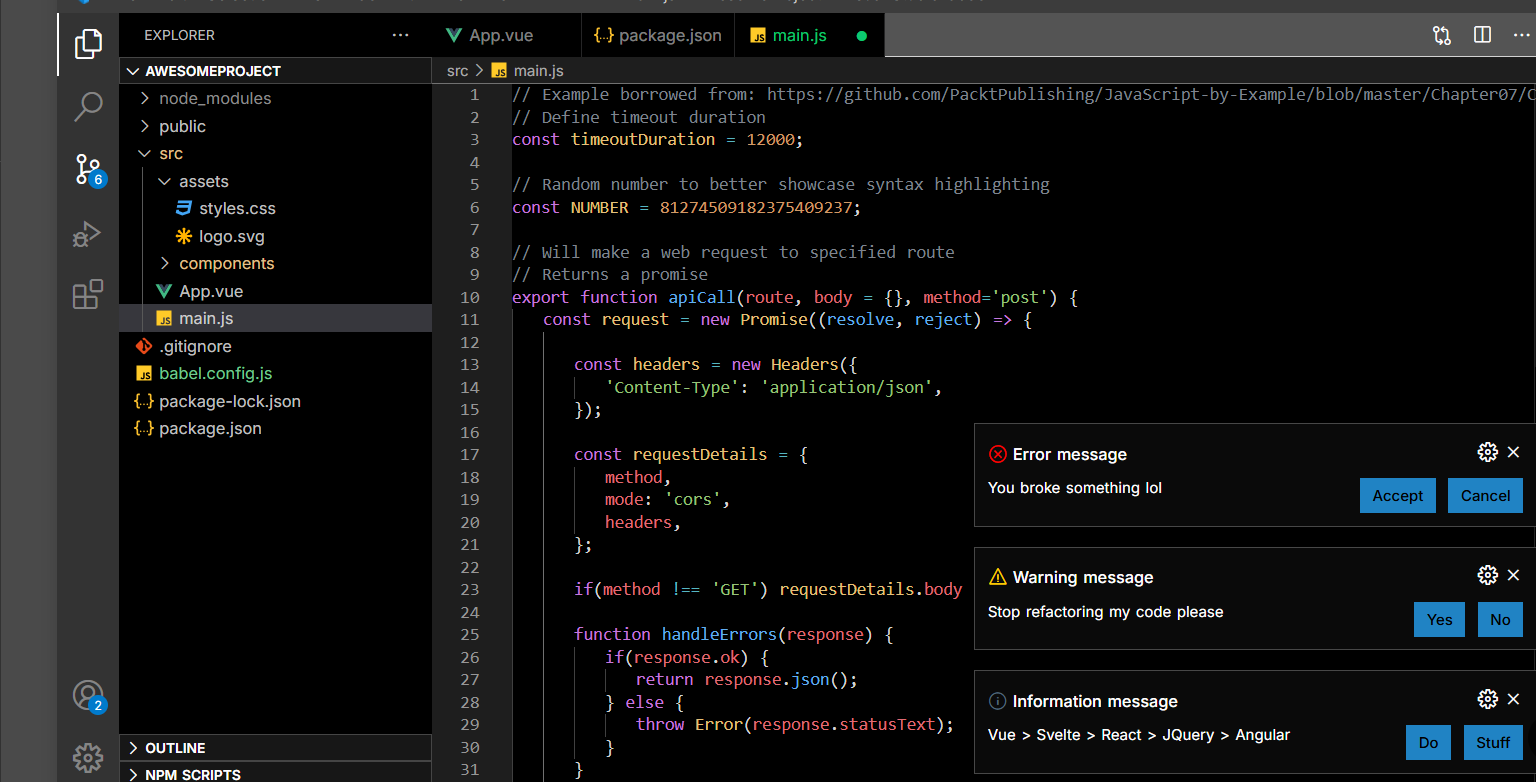 EXPLORER
AWESOMEPROJECT
node_modules
public
src
assets
styles.css
logo.svg
components
App.vue
main.js
.gitignore
babel.config.js
package-lock.json
package.json
OUTLINE
NPM SCRIPTS
6
2
App.vue
{..} package.json
JS main.js
src > JS main.js
1 // Example borrowed from: https://github.com/PacktPublishing/JavaScript-by-Example/blob/master/Chapter07/
2 // Define timeout duration
3 const timeoutDuration = 12000;
4
5 // Random number to better showcase syntax highlighting
6 const NUMBER = 81274509182375409237;
7
8 // Will make a web request to specified route
9 // Returns a promise
10 export function apiCall(route, body = {}, method='post') {
11 const request = new Promise((resolve, reject) => {
12
13 const headers = new Headers({
14 'Content-Type': 'application/json',
15 });
16
17 const requestDetails = {
18 method,
19 mode: 'cors',
20 headers,
21 };
22
23 if(method !== 'GET') requestDetails.body
24
25 function handleErrors(response) {
26 if(response.ok) {
27 return response.json();
28 } else {
29 throw Error(response.statusText);
30 }
31 }
Error message
You broke something lol
Accept Cancel
Warning message
Stop refactoring my code please
Yes No
Information message
Vue > Svelte > React > JQuery > Angular
Do Stuff